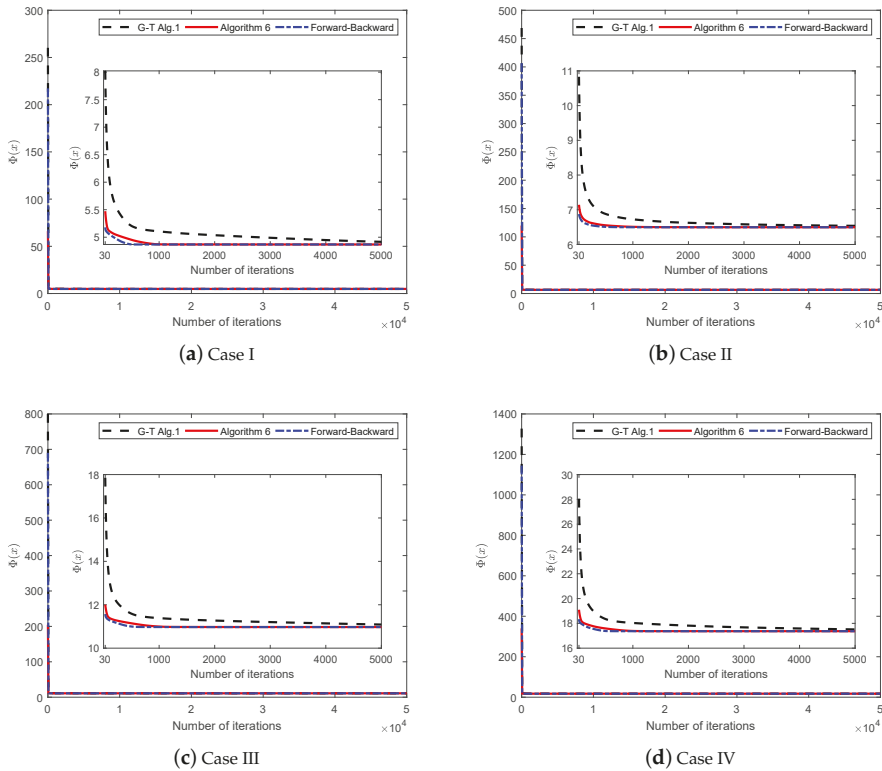 300
250
200
150
100
50
0
Φ(x)
G-T Alg.1 Algorithm 6 Forward-Backward
8
7.5
7
6.5
6
5.5
5
Φ(x)
30 1000 2000 3000 4000 5000
Number of iterations
0 1 2 3 4 5
Number of iterations
×10⁴
(a) Case I
500
450
400
350
300
250
200
150
100
50
0
Φ(x)
G-T Alg.1 Algorithm 6 Forward-Backward
11
10
9
8
7
6
Φ(x)
30 1000 2000 3000 4000 5000
Number of iterations
0 1 2 3 4 5
Number of iterations
×10⁴
(b) Case II
800
700
600
500
400
300
200
100
0
Φ(x)
G-T Alg.1 Algorithm 6 Forward-Backward
18
16
14
12
10
Φ(x)
30 1000 2000 3000 4000 5000
Number of iterations
0 1 2 3 4 5
Number of iterations
×10⁴
(c) Case III
1400
1200
1000
800
600
400
200
0
Φ(x)
G-T Alg.1 Algorithm 6 Forward-Backward
30
28
26
24
22
20
18
16
Φ(x)
30 1000 2000 3000 4000 5000
Number of iterations
0 1 2 3 4 5
Number of iterations
×10⁴
(d) Case IV